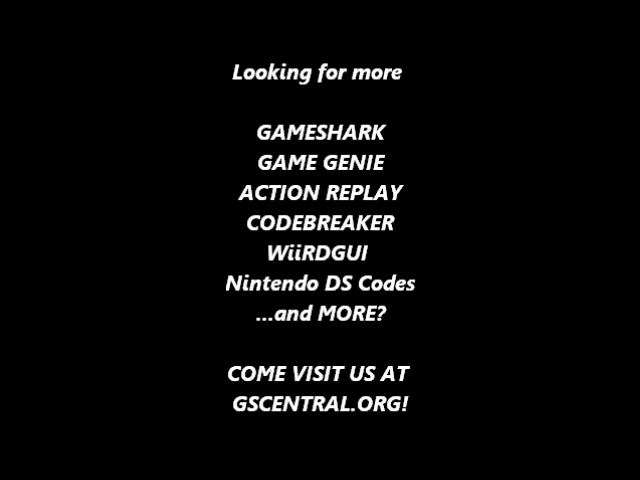 Looking for more
GAMESHARK
GAME GENIE
ACTION REPLAY
CODEBREAKER
WiiRDGUI
Nintendo DS Codes
...and MORE?
COME VISIT US AT
GSCENTRAL.ORG!